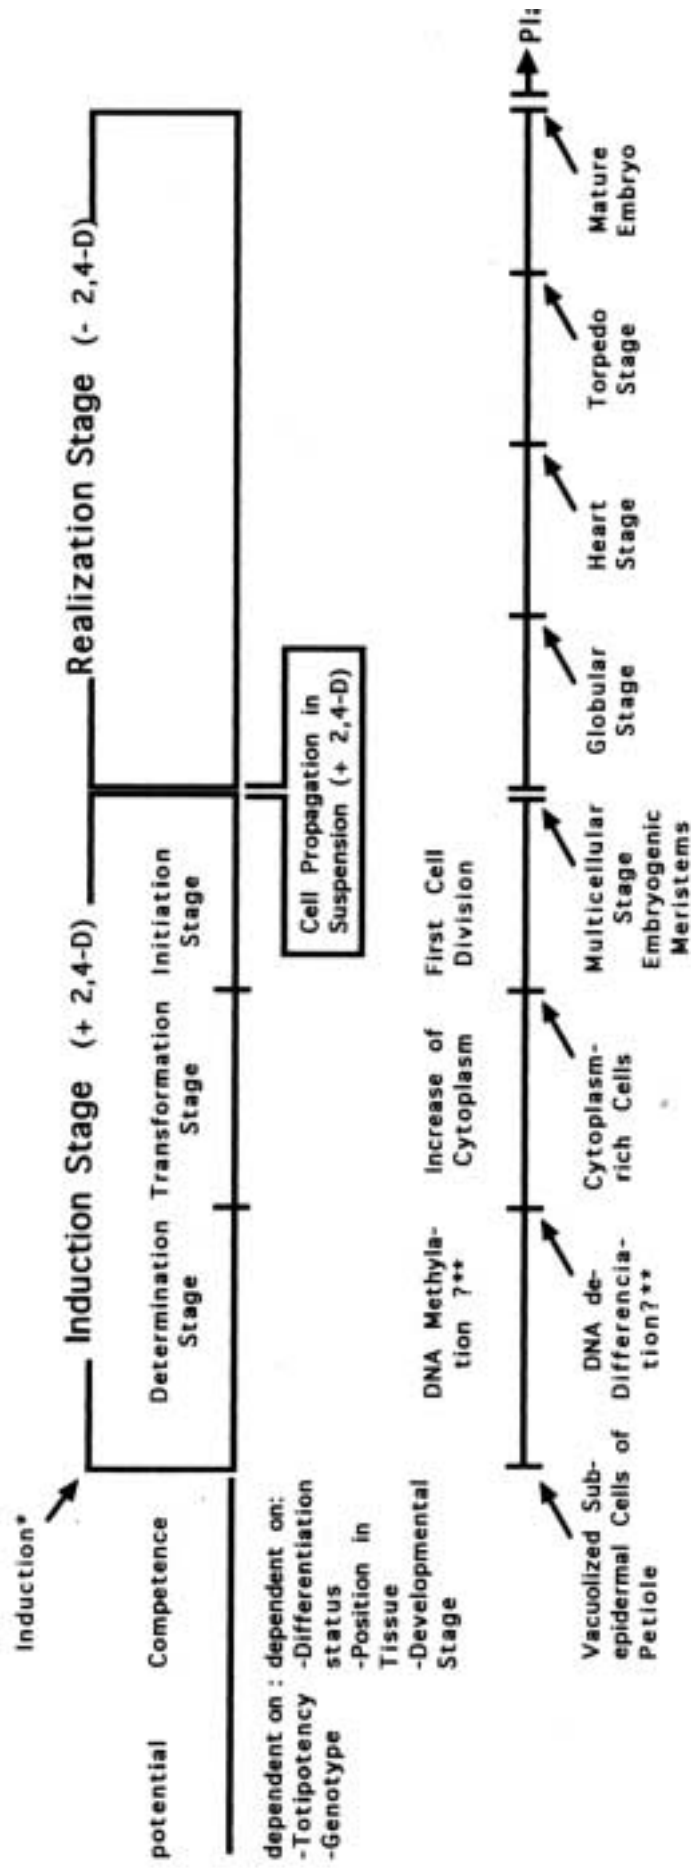 Induction*
Induction Stage (+ 2,4-D)
Realization Stage (- 2,4-D)
potential
Competence
Determination
Stage
Transformation
Stage
Initiation
Stage
dependent on :
-Totipotency
-Genotype
dependent on:
-Differentiation
status
-Position in
Tissue
-Developmental
Stage
Cell Propagation in
Suspension (+ 2,4-D)
DNA Methyla-
tion ?**
Increase of
Cytoplasm
First Cell
Division
Vacuolized Sub-
epidermal Cells of
Petiole
DNA de-
Differencia-
tion?**
Cytoplasm-
rich Cells
Multicellular
Stage
Embryogenic
Meristems
Globular
Stage
Heart
Stage
Torpedo
Stage
Mature
Embryo